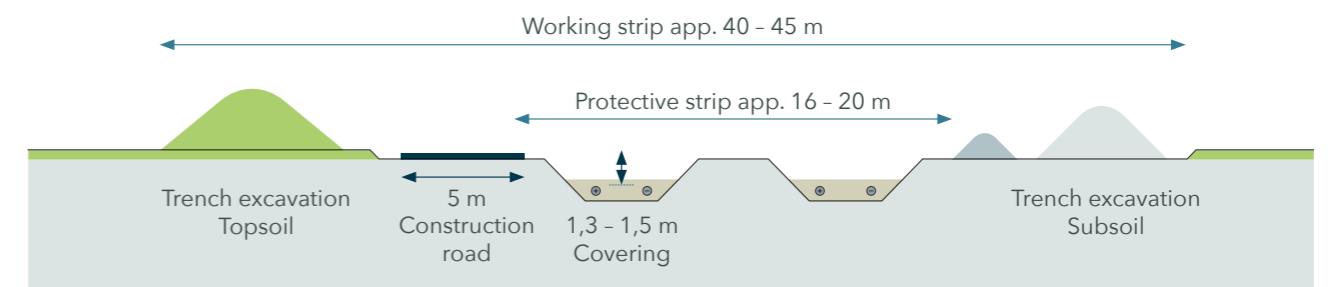 Working strip app. 40 – 45 m
Protective strip app. 16 – 20 m
Trench excavation
Topsoil
5 m
Construction
road
1,3 – 1,5 m
Covering
+ −
+ −
Trench excavation
Subsoil